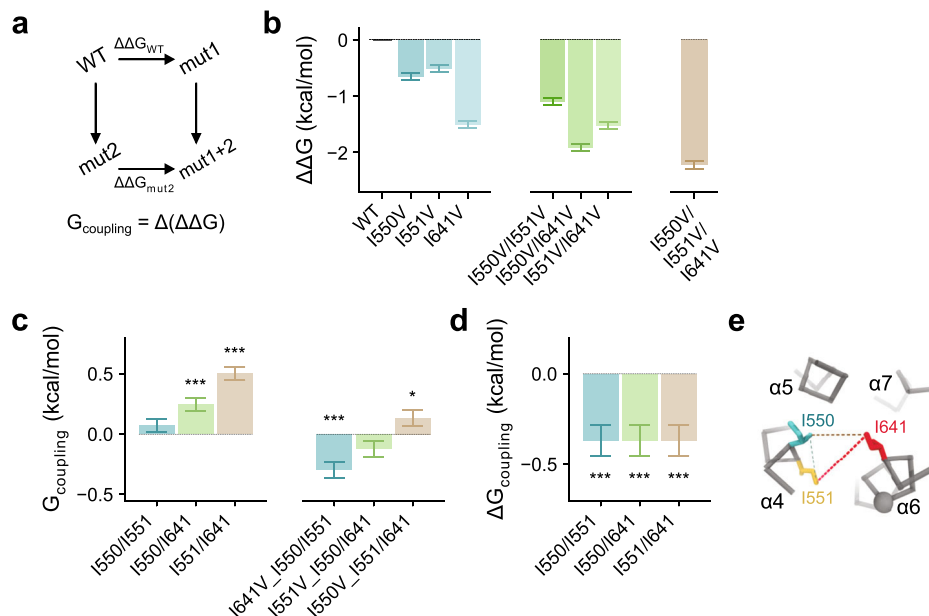 a
WT
ΔΔG_WT
mut1
mut2
ΔΔG_mut2
mut1+2
G_coupling = Δ(ΔΔG)
b
ΔΔG (kcal/mol)
0
−1
−2
WT
I550V
I551V
I641V
I550V/I551V
I550V/I641V
I551V/I641V
I550V/
I551V/
I641V
c
G_coupling (kcal/mol)
0.5
0.0
−0.5
***
***
***
*
I550/I551
I550/I641
I551/I641
I641V_I550/I551
I551V_I550/I641
I550V_I551/I641
d
ΔG_coupling (kcal/mol)
0.0
−0.5
***
***
***
I550/I551
I550/I641
I551/I641
e
α5
α7
I550
I641
I551
α4
α6